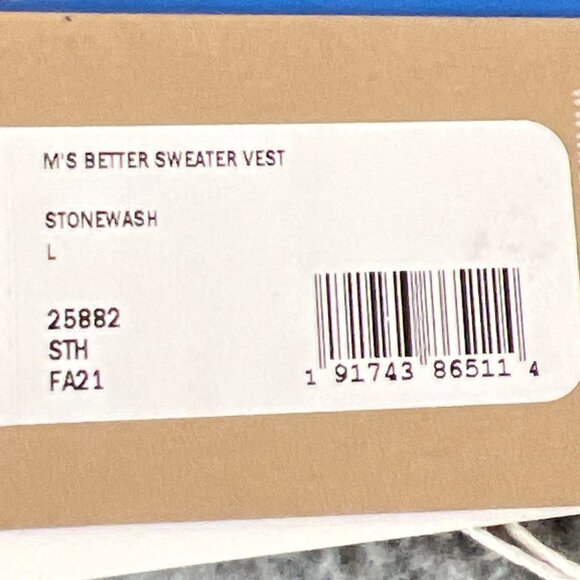 M'S BETTER SWEATER VEST
STONEWASH
L
25882
STH
FA21
1 91743 86511 4